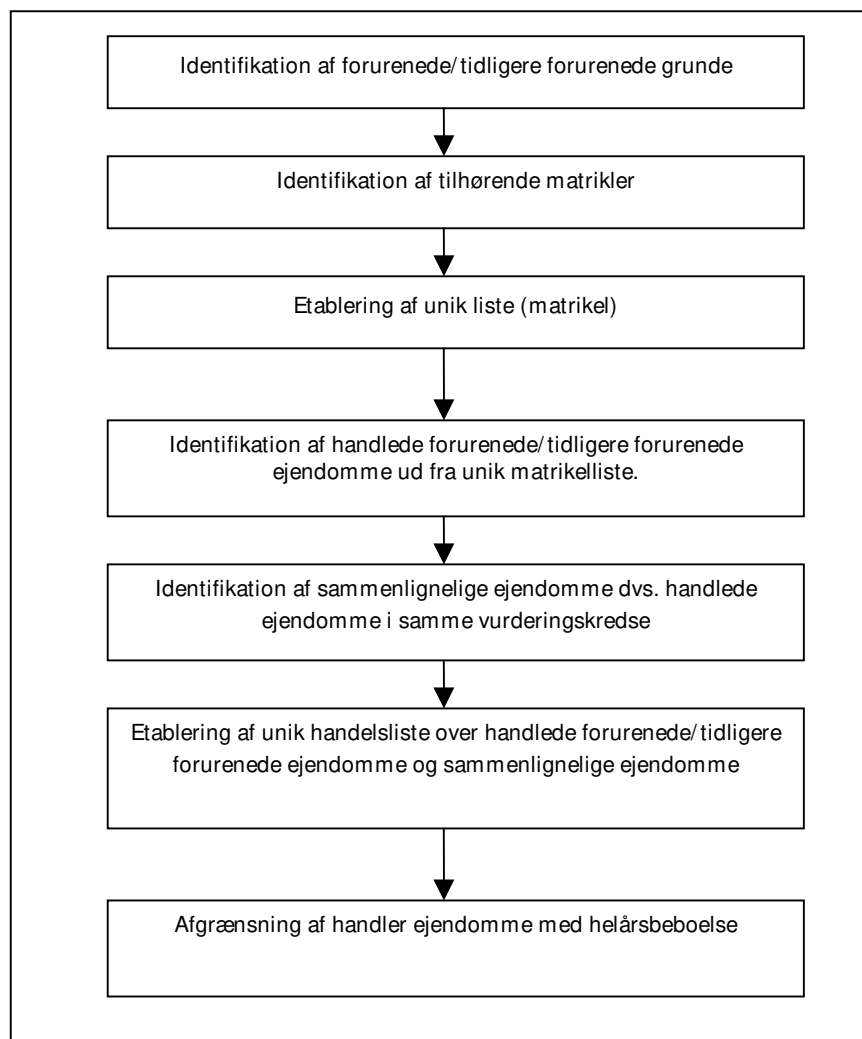 Identifikation af forurenede/tidligere forurenede grunde
Identifikation af tilhørende matrikler
Etablering af unik liste (matrikel)
Identifikation af handlede forurenede/tidligere forurenede
ejendomme ud fra unik matrikelliste.
Identifikation af sammenlignelige ejendomme dvs. handlede
ejendomme i samme vurderingskredse
Etablering af unik handelsliste over handlede forurenede/tidligere
forurenede ejendomme og sammenlignelige ejendomme
Afgrænsning af handler ejendomme med helårsbeboelse